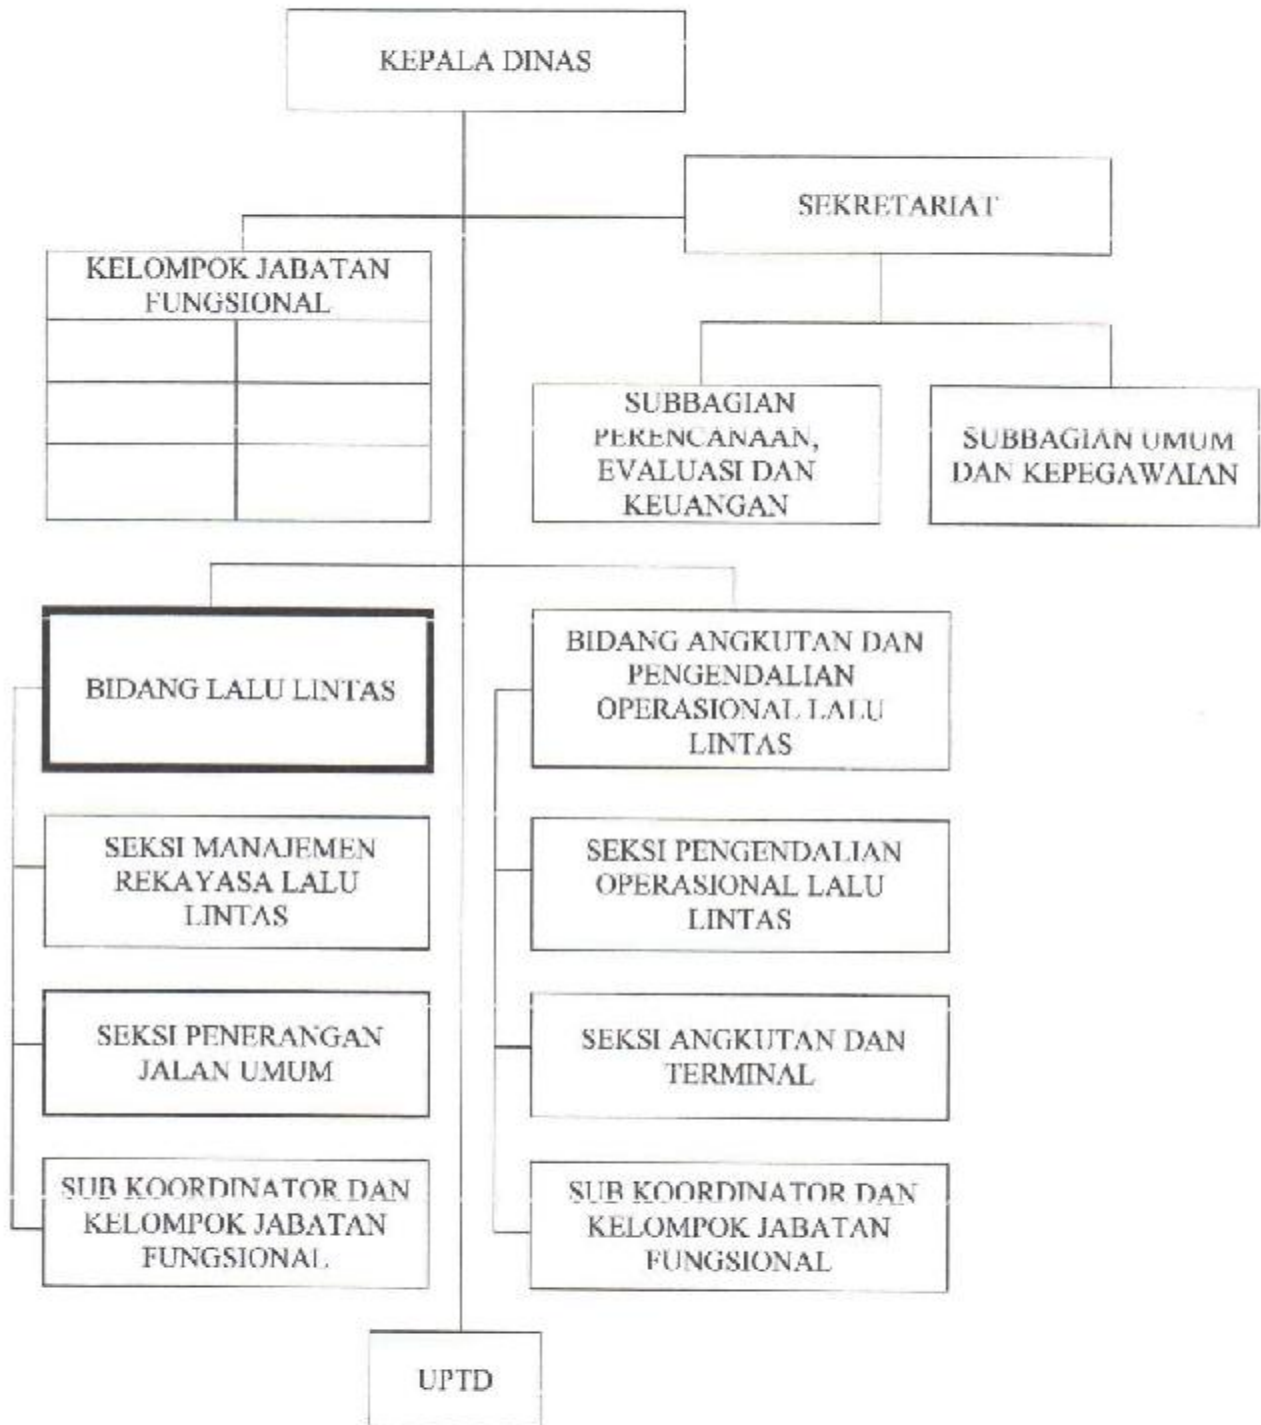 KEPALA DINAS
SEKRETARIAT
KELOMPOK JABATAN
FUNGSIONAL
SUBBAGIAN
PERENCANAAN,
EVALUASI DAN
KEUANGAN
SUBBAGIAN UMUM
DAN KEPEGAWAIAN
BIDANG LALU LINTAS
BIDANG ANGKUTAN DAN
PENGENDALIAN
OPERASIONAL LALU
LINTAS
SEKSI MANAJEMEN
REKAYASA LALU
LINTAS
SEKSI PENGENDALIAN
OPERASIONAL LALU
LINTAS
SEKSI PENERANGAN
JALAN UMUM
SEKSI ANGKUTAN DAN
TERMINAL
SUB KOORDINATOR DAN
KELOMPOK JABATAN
FUNGSIONAL
SUB KOORDINATOR DAN
KELOMPOK JABATAN
FUNGSIONAL
UPTD